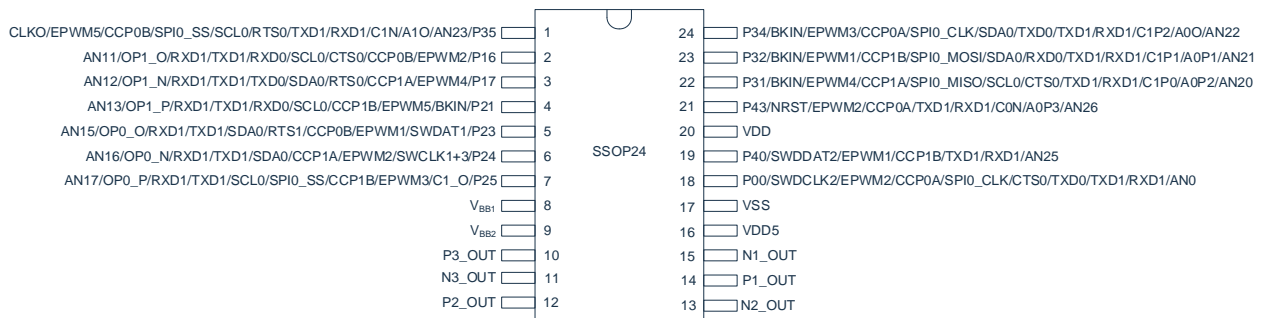 CLKO/EPWM5/CCP0B/SPI0_SS/SCL0/RTS0/TXD1/RXD1/C1N/A1O/AN23/P35 1
AN11/OP1_O/RXD1/TXD1/RXD0/SCL0/CTS0/CCP0B/EPWM2/P16 2
AN12/OP1_N/RXD1/TXD1/TXD0/SDA0/RTS0/CCP1A/EPWM4/P17 3
AN13/OP1_P/RXD1/TXD1/RXD0/SCL0/CCP1B/EPWM5/BKIN/P21 4
AN15/OP0_O/RXD1/TXD1/SDA0/RTS1/CCP0B/EPWM1/SWDAT1/P23 5
AN16/OP0_N/RXD1/TXD1/SDA0/CCP1A/EPWM2/SWCLK1+3/P24 6
AN17/OP0_P/RXD1/TXD1/SCL0/SPI0_SS/CCP1B/EPWM3/C1_O/P25 7
VBB1 8
VBB2 9
P3_OUT 10
N3_OUT 11
P2_OUT 12
SSOP24
24 P34/BKIN/EPWM3/CCP0A/SPI0_CLK/SDA0/TXD0/TXD1/RXD1/C1P2/A0O/AN22
23 P32/BKIN/EPWM1/CCP1B/SPI0_MOSI/SDA0/RXD0/TXD1/RXD1/C1P1/A0P1/AN21
22 P31/BKIN/EPWM4/CCP1A/SPI0_MISO/SCL0/CTS0/TXD1/RXD1/C1P0/A0P2/AN20
21 P43/NRST/EPWM2/CCP0A/TXD1/RXD1/C0N/A0P3/AN26
20 VDD
19 P40/SWDDAT2/EPWM1/CCP1B/TXD1/RXD1/AN25
18 P00/SWDCLK2/EPWM2/CCP0A/SPI0_CLK/CTS0/TXD0/TXD1/RXD1/AN0
17 VSS
16 VDD5
15 N1_OUT
14 P1_OUT
13 N2_OUT